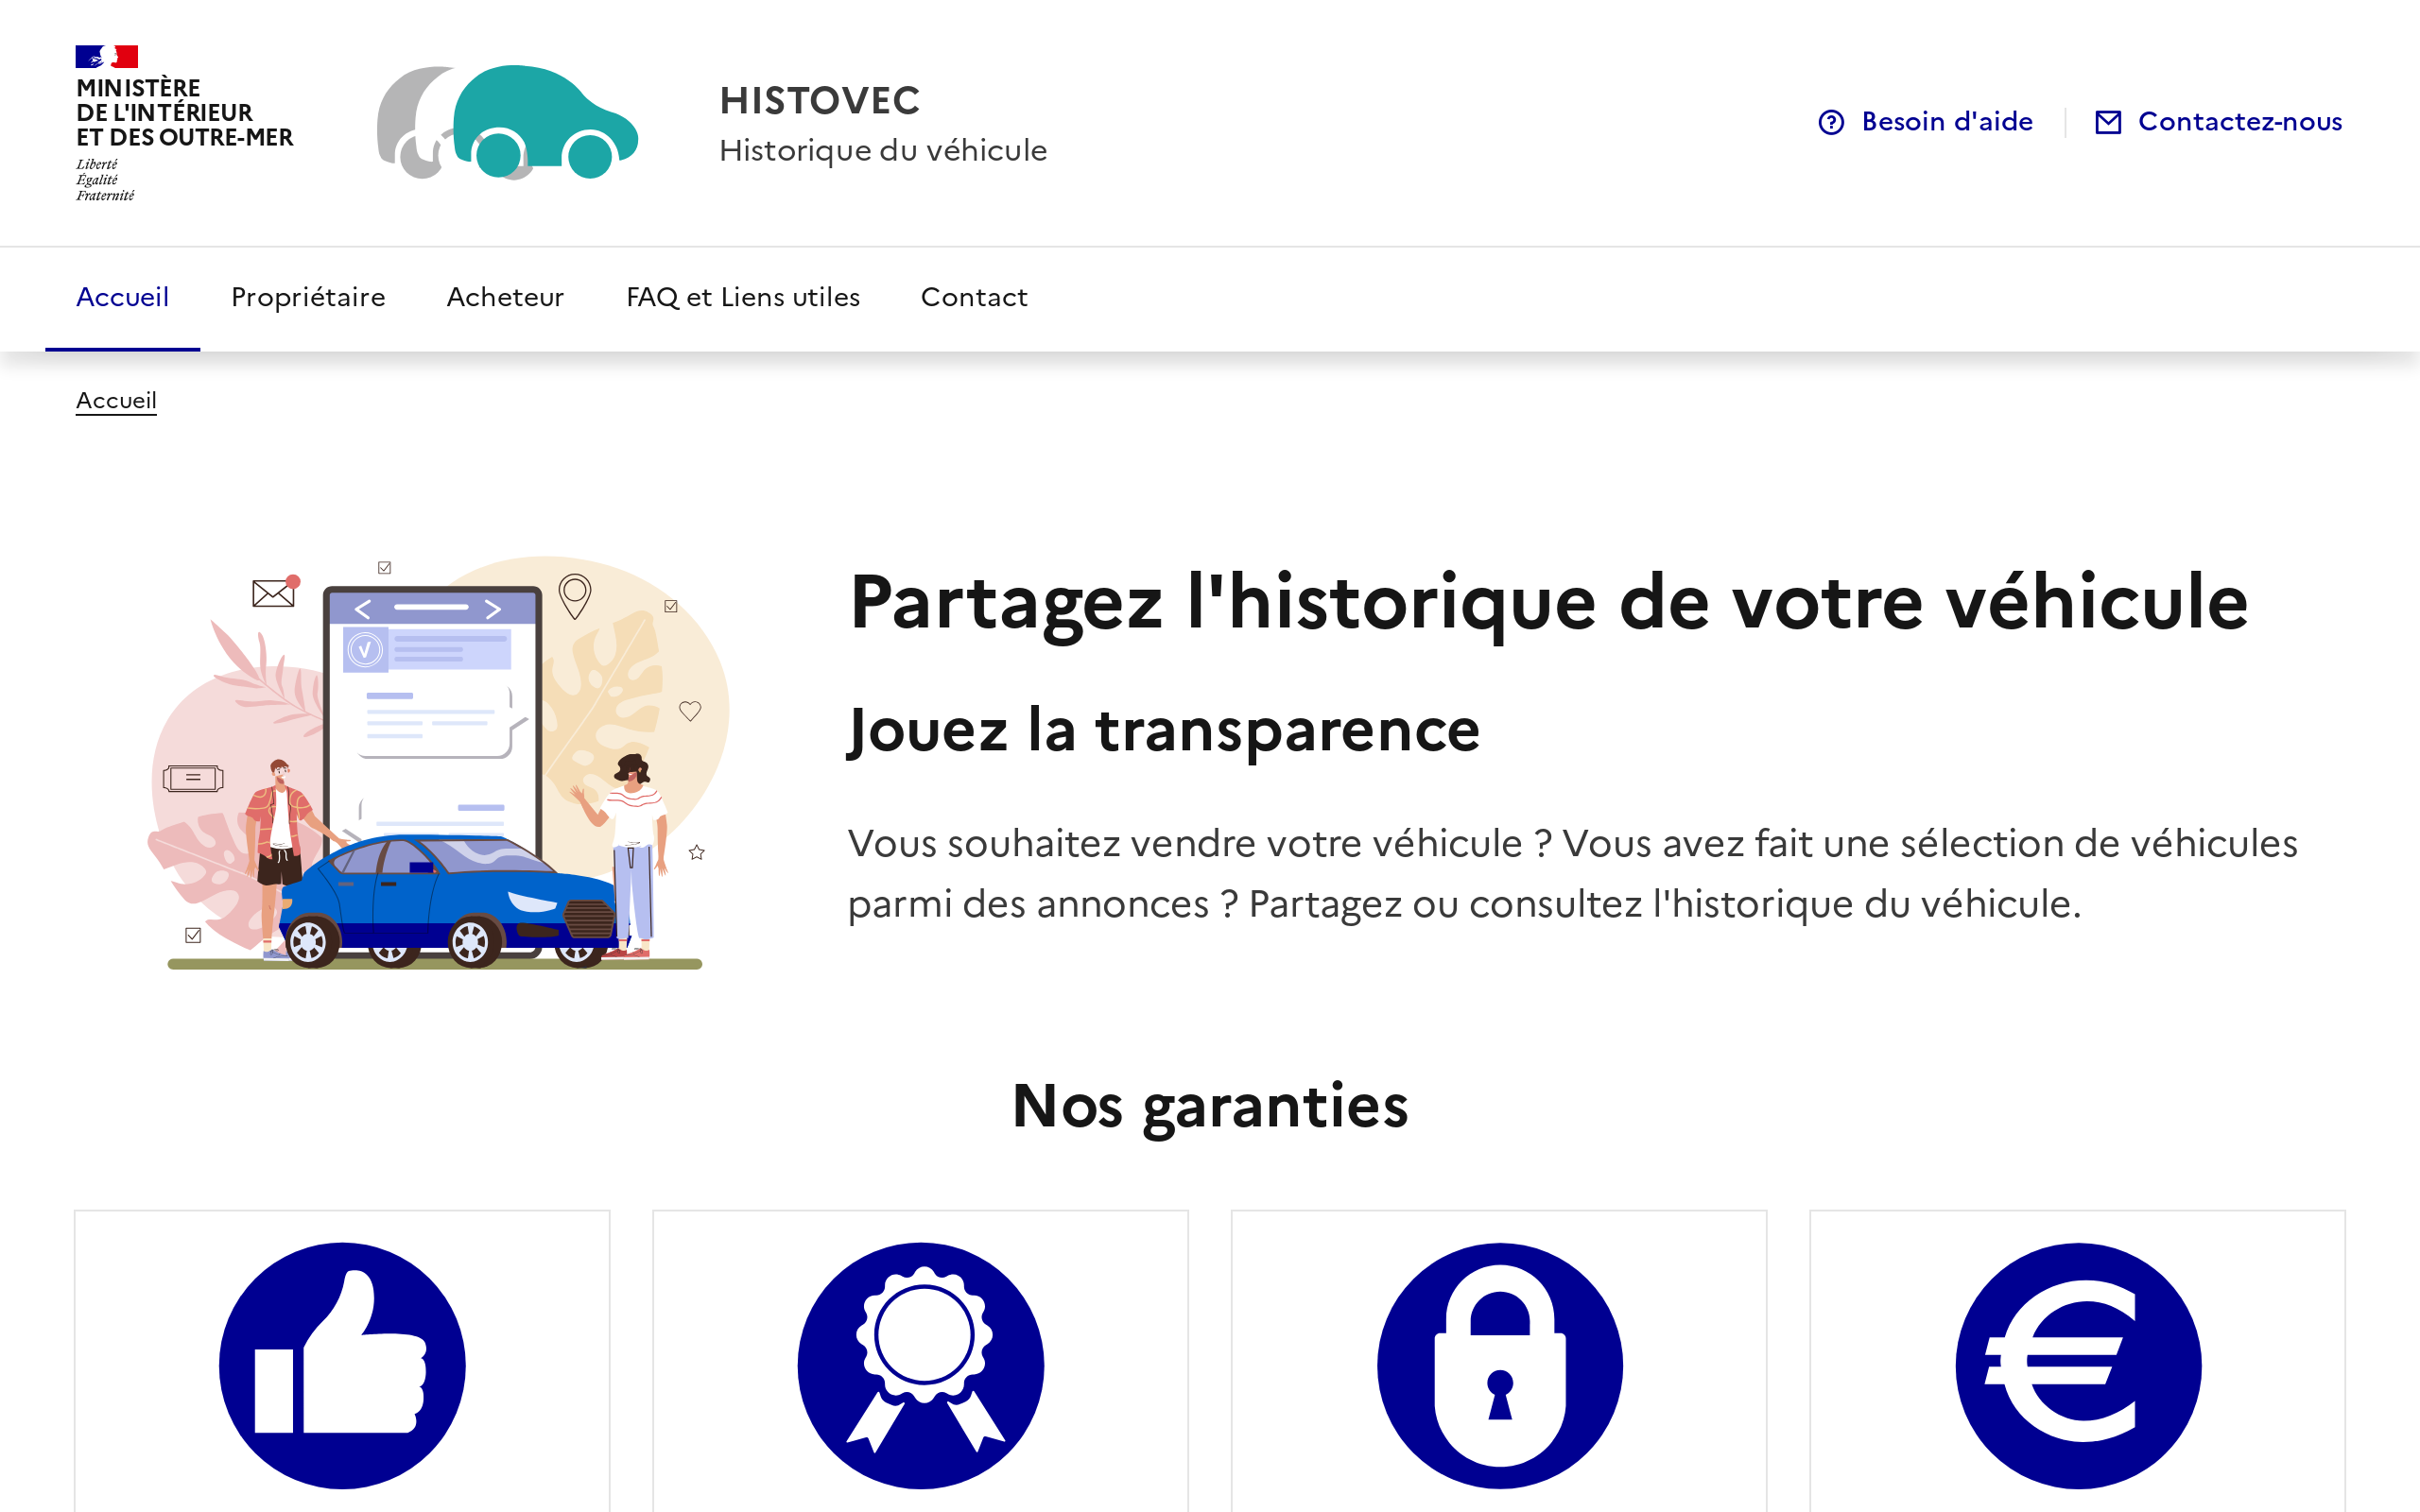 MINISTÈRE
DE L'INTÉRIEUR
ET DES OUTRE-MER
Liberté
Égalité
Fraternité
HISTOVEC
Historique du véhicule
Besoin d'aide
Contactez-nous
Accueil
Propriétaire
Acheteur
FAQ et Liens utiles
Contact
Accueil
Partagez l'historique de votre véhicule
Jouez la transparence
Vous souhaitez vendre votre véhicule ? Vous avez fait une sélection de véhicules
parmi des annonces ? Partagez ou consultez l'historique du véhicule.
Nos garanties